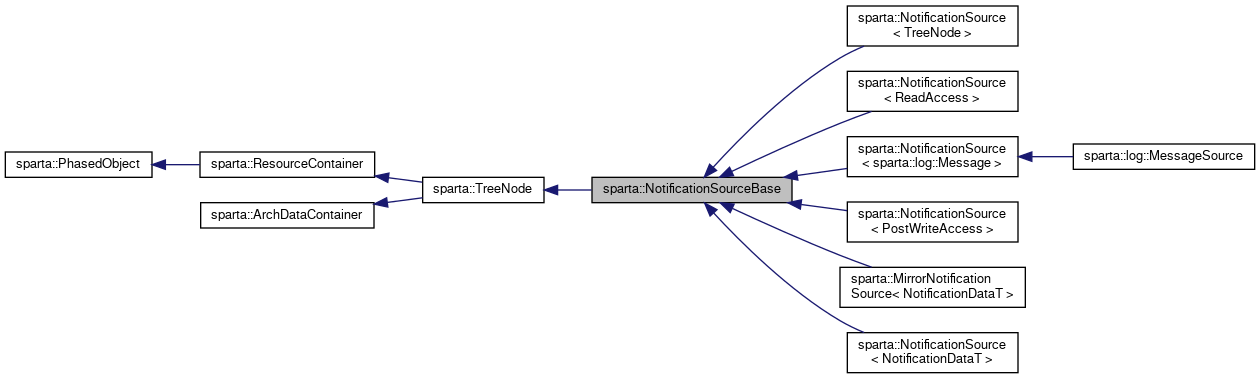 sparta::NotificationSource
< TreeNode >
sparta::NotificationSource
< ReadAccess >
sparta::PhasedObject
sparta::ResourceContainer
sparta::NotificationSource
< sparta::log::Message >
sparta::log::MessageSource
sparta::TreeNode
sparta::NotificationSourceBase
sparta::ArchDataContainer
sparta::NotificationSource
< PostWriteAccess >
sparta::MirrorNotification
Source< NotificationDataT >
sparta::NotificationSource
< NotificationDataT >